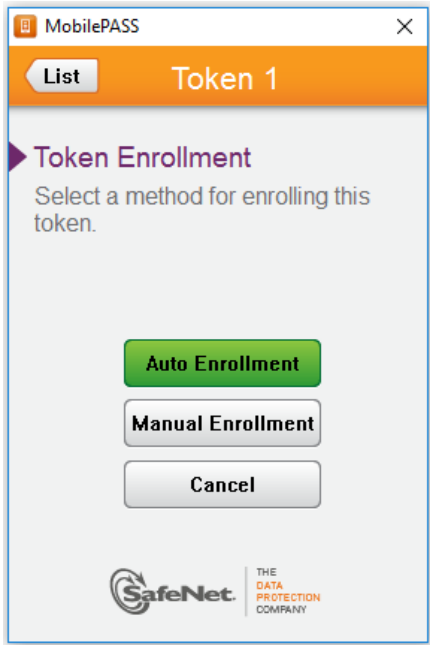 MobilePASS
List
Token 1
Token Enrollment
Select a method for enrolling this
token.
Auto Enrollment
Manual Enrollment
Cancel
SafeNet.
THE
DATA
PROTECTION
COMPANY